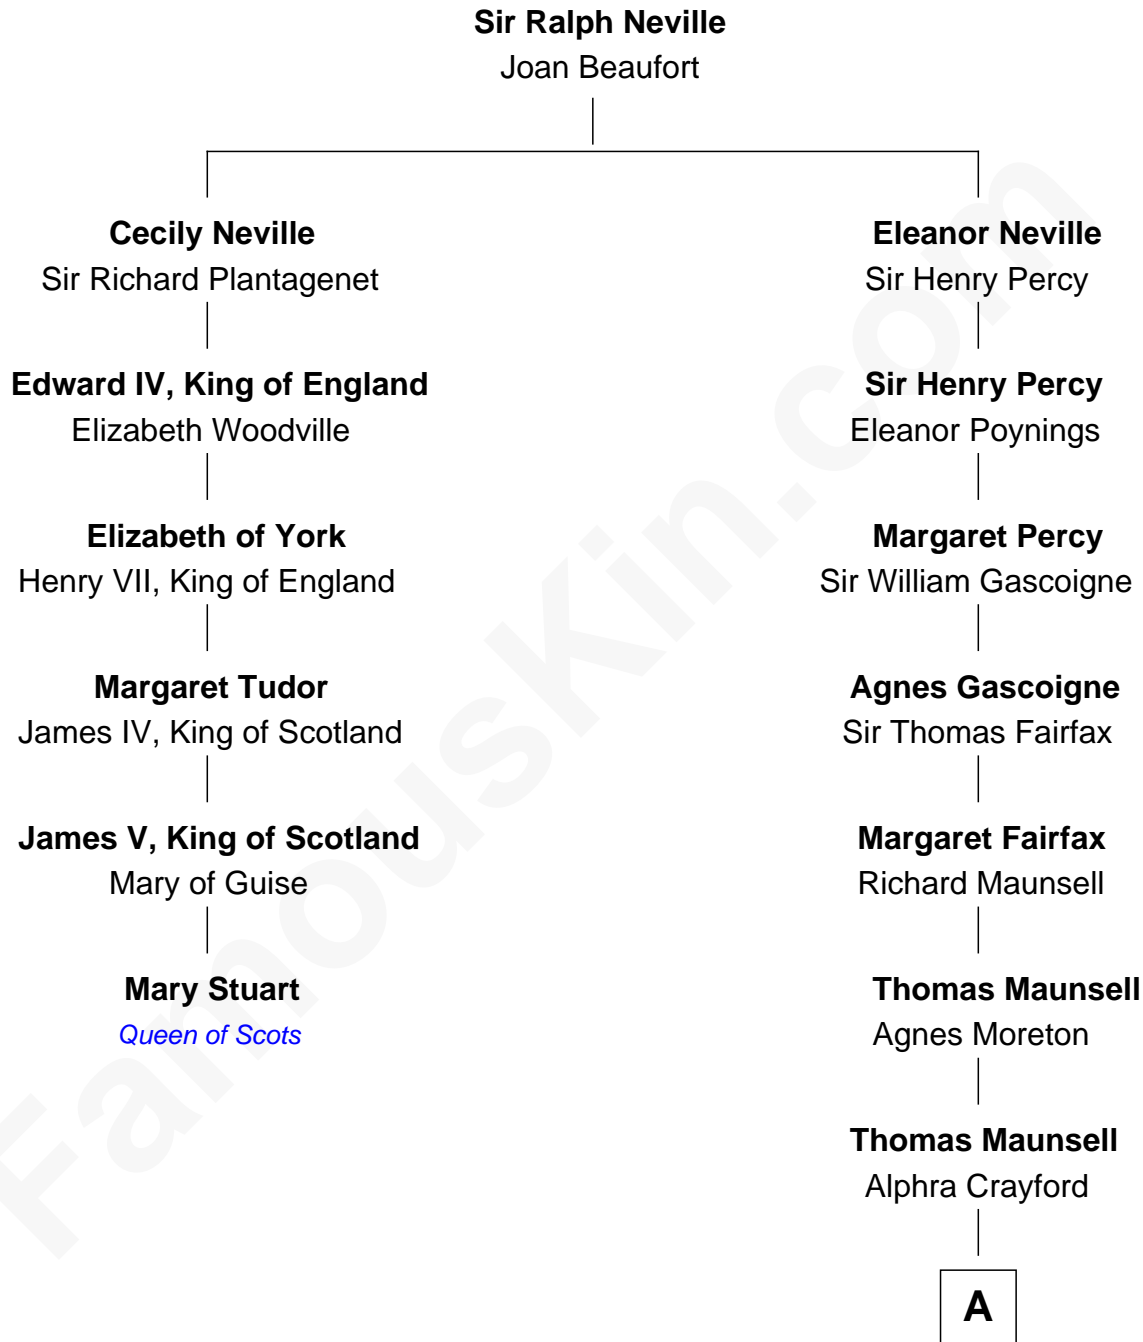 Sir Ralph Neville
Joan Beaufort
Cecily Neville
Sir Richard Plantagenet
Edward IV, King of England
Elizabeth Woodville
Elizabeth of York
Henry VII, King of England
Margaret Tudor
James IV, King of Scotland
James V, King of Scotland
Mary of Guise
Mary Stuart
Queen of Scots
Eleanor Neville
Sir Henry Percy
Sir Henry Percy
Eleanor Poynings
Margaret Percy
Sir William Gascoigne
Agnes Gascoigne
Sir Thomas Fairfax
Margaret Fairfax
Richard Maunsell
Thomas Maunsell
Agnes Moreton
Thomas Maunsell
Alphra Crayford
A
FamousKin.com